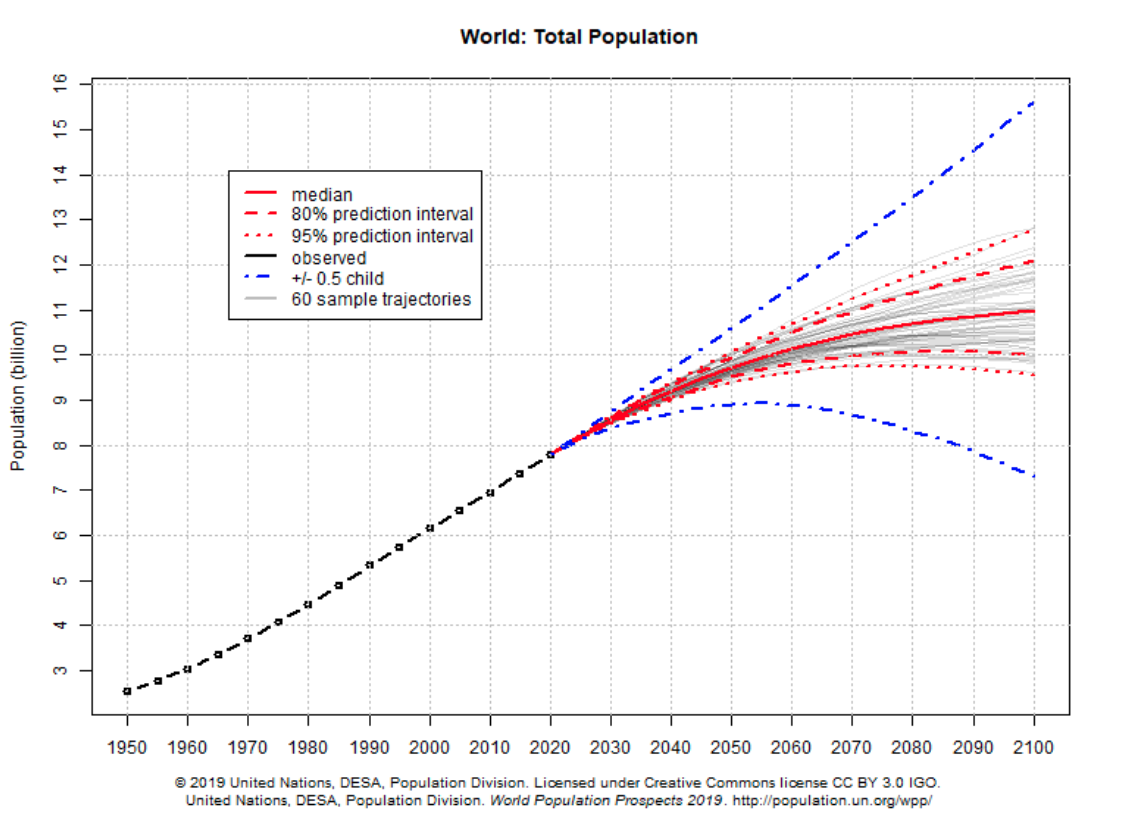 World: Total Population
16
15
14
13
12
11
10
9
8
7
6
5
4
3
Population (billion)
median
80% prediction interval
95% prediction interval
observed
+/- 0.5 child
60 sample trajectories
1950 1960 1970 1980 1990 2000 2010 2020 2030 2040 2050 2060 2070 2080 2090 2100
© 2019 United Nations, DESA, Population Division. Licensed under Creative Commons license CC BY 3.0 IGO.
United Nations, DESA, Population Division. World Population Prospects 2019. http://population.un.org/wpp/